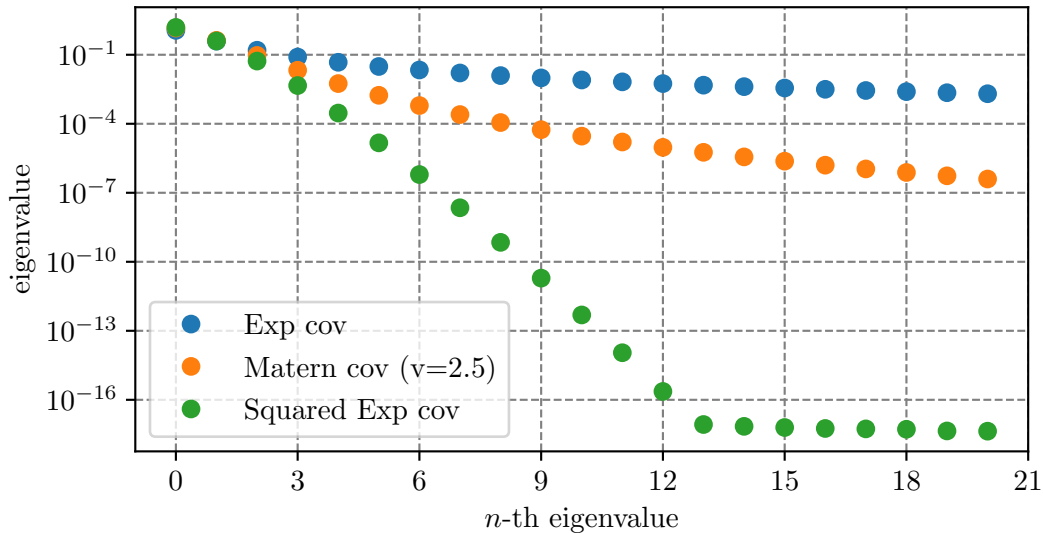 10⁻¹
10⁻⁴
10⁻⁷
10⁻¹⁰
10⁻¹³
10⁻¹⁶
eigenvalue
Exp cov
Matern cov (v=2.5)
Squared Exp cov
0 3 6 9 12 15 18 21
n-th eigenvalue